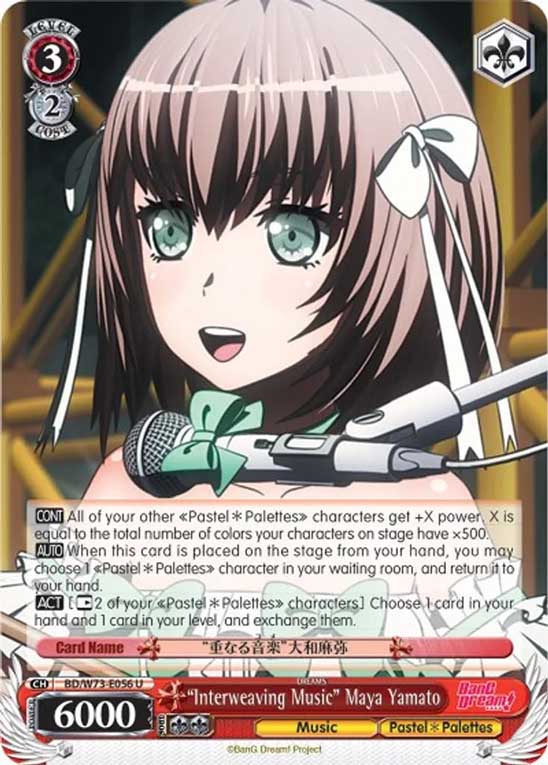 LEVEL
3
2
COST
CONT All of your other ≪Pastel＊Palettes≫ characters get +X power. X is
equal to the total number of colors your characters on stage have ×500.
AUTO When this card is placed on the stage from your hand, you may
choose 1 ≪Pastel＊Palettes≫ character in your waiting room, and return it to
your hand.
ACT [2 of your ≪Pastel＊Palettes≫ characters] Choose 1 card in your
hand and 1 card in your level, and exchange them.
Card Name
"重なる音楽"大和麻弥
CH BD/W73-E056 U
"Interweaving Music" Maya Yamato
BanG Dream!
POWER
6000
SOUL
Music
Pastel＊Palettes
©BanG Dream! Project